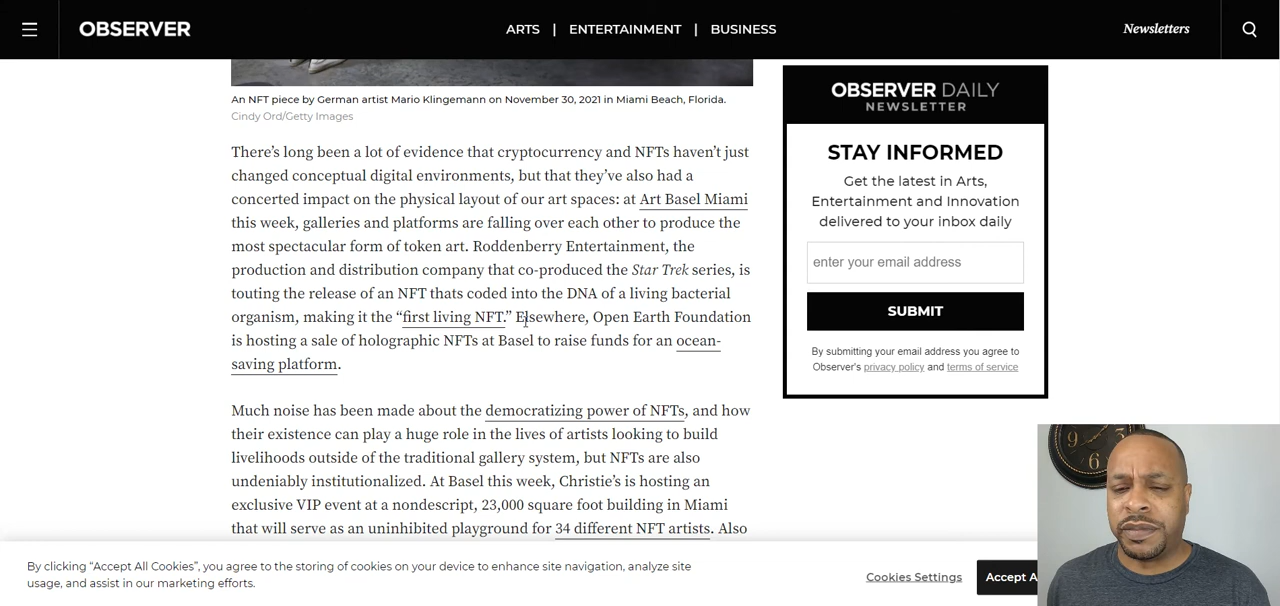 OBSERVER
ARTS | ENTERTAINMENT | BUSINESS
Newsletters
An NFT piece by German artist Mario Klingemann on November 30, 2021 in Miami Beach, Florida.
Cindy Ord/Getty Images
There's long been a lot of evidence that cryptocurrency and NFTs haven't just
changed conceptual digital environments, but that they've also had a
concerted impact on the physical layout of our art spaces: at Art Basel Miami
this week, galleries and platforms are falling over each other to produce the
most spectacular form of token art. Roddenberry Entertainment, the
production and distribution company that co-produced the Star Trek series, is
touting the release of an NFT thats coded into the DNA of a living bacterial
organism, making it the “first living NFT.” Elsewhere, Open Earth Foundation
is hosting a sale of holographic NFTs at Basel to raise funds for an ocean-
saving platform.
Much noise has been made about the democratizing power of NFTs, and how
their existence can play a huge role in the lives of artists looking to build
livelihoods outside of the traditional gallery system, but NFTs are also
undeniably institutionalized. At Basel this week, Christie's is hosting an
exclusive VIP event at a nondescript, 23,000 square foot building in Miami
that will serve as an uninhibited playground for 34 different NFT artists. Also
OBSERVER DAILY
NEWSLETTER
STAY INFORMED
Get the latest in Arts,
Entertainment and Innovation
delivered to your inbox daily
enter your email address
SUBMIT
By submitting your email address you agree to
Observer's privacy policy and terms of service
By clicking “Accept All Cookies”, you agree to the storing of cookies on your device to enhance site navigation, analyze site
usage, and assist in our marketing efforts.
Cookies Settings
Accept A